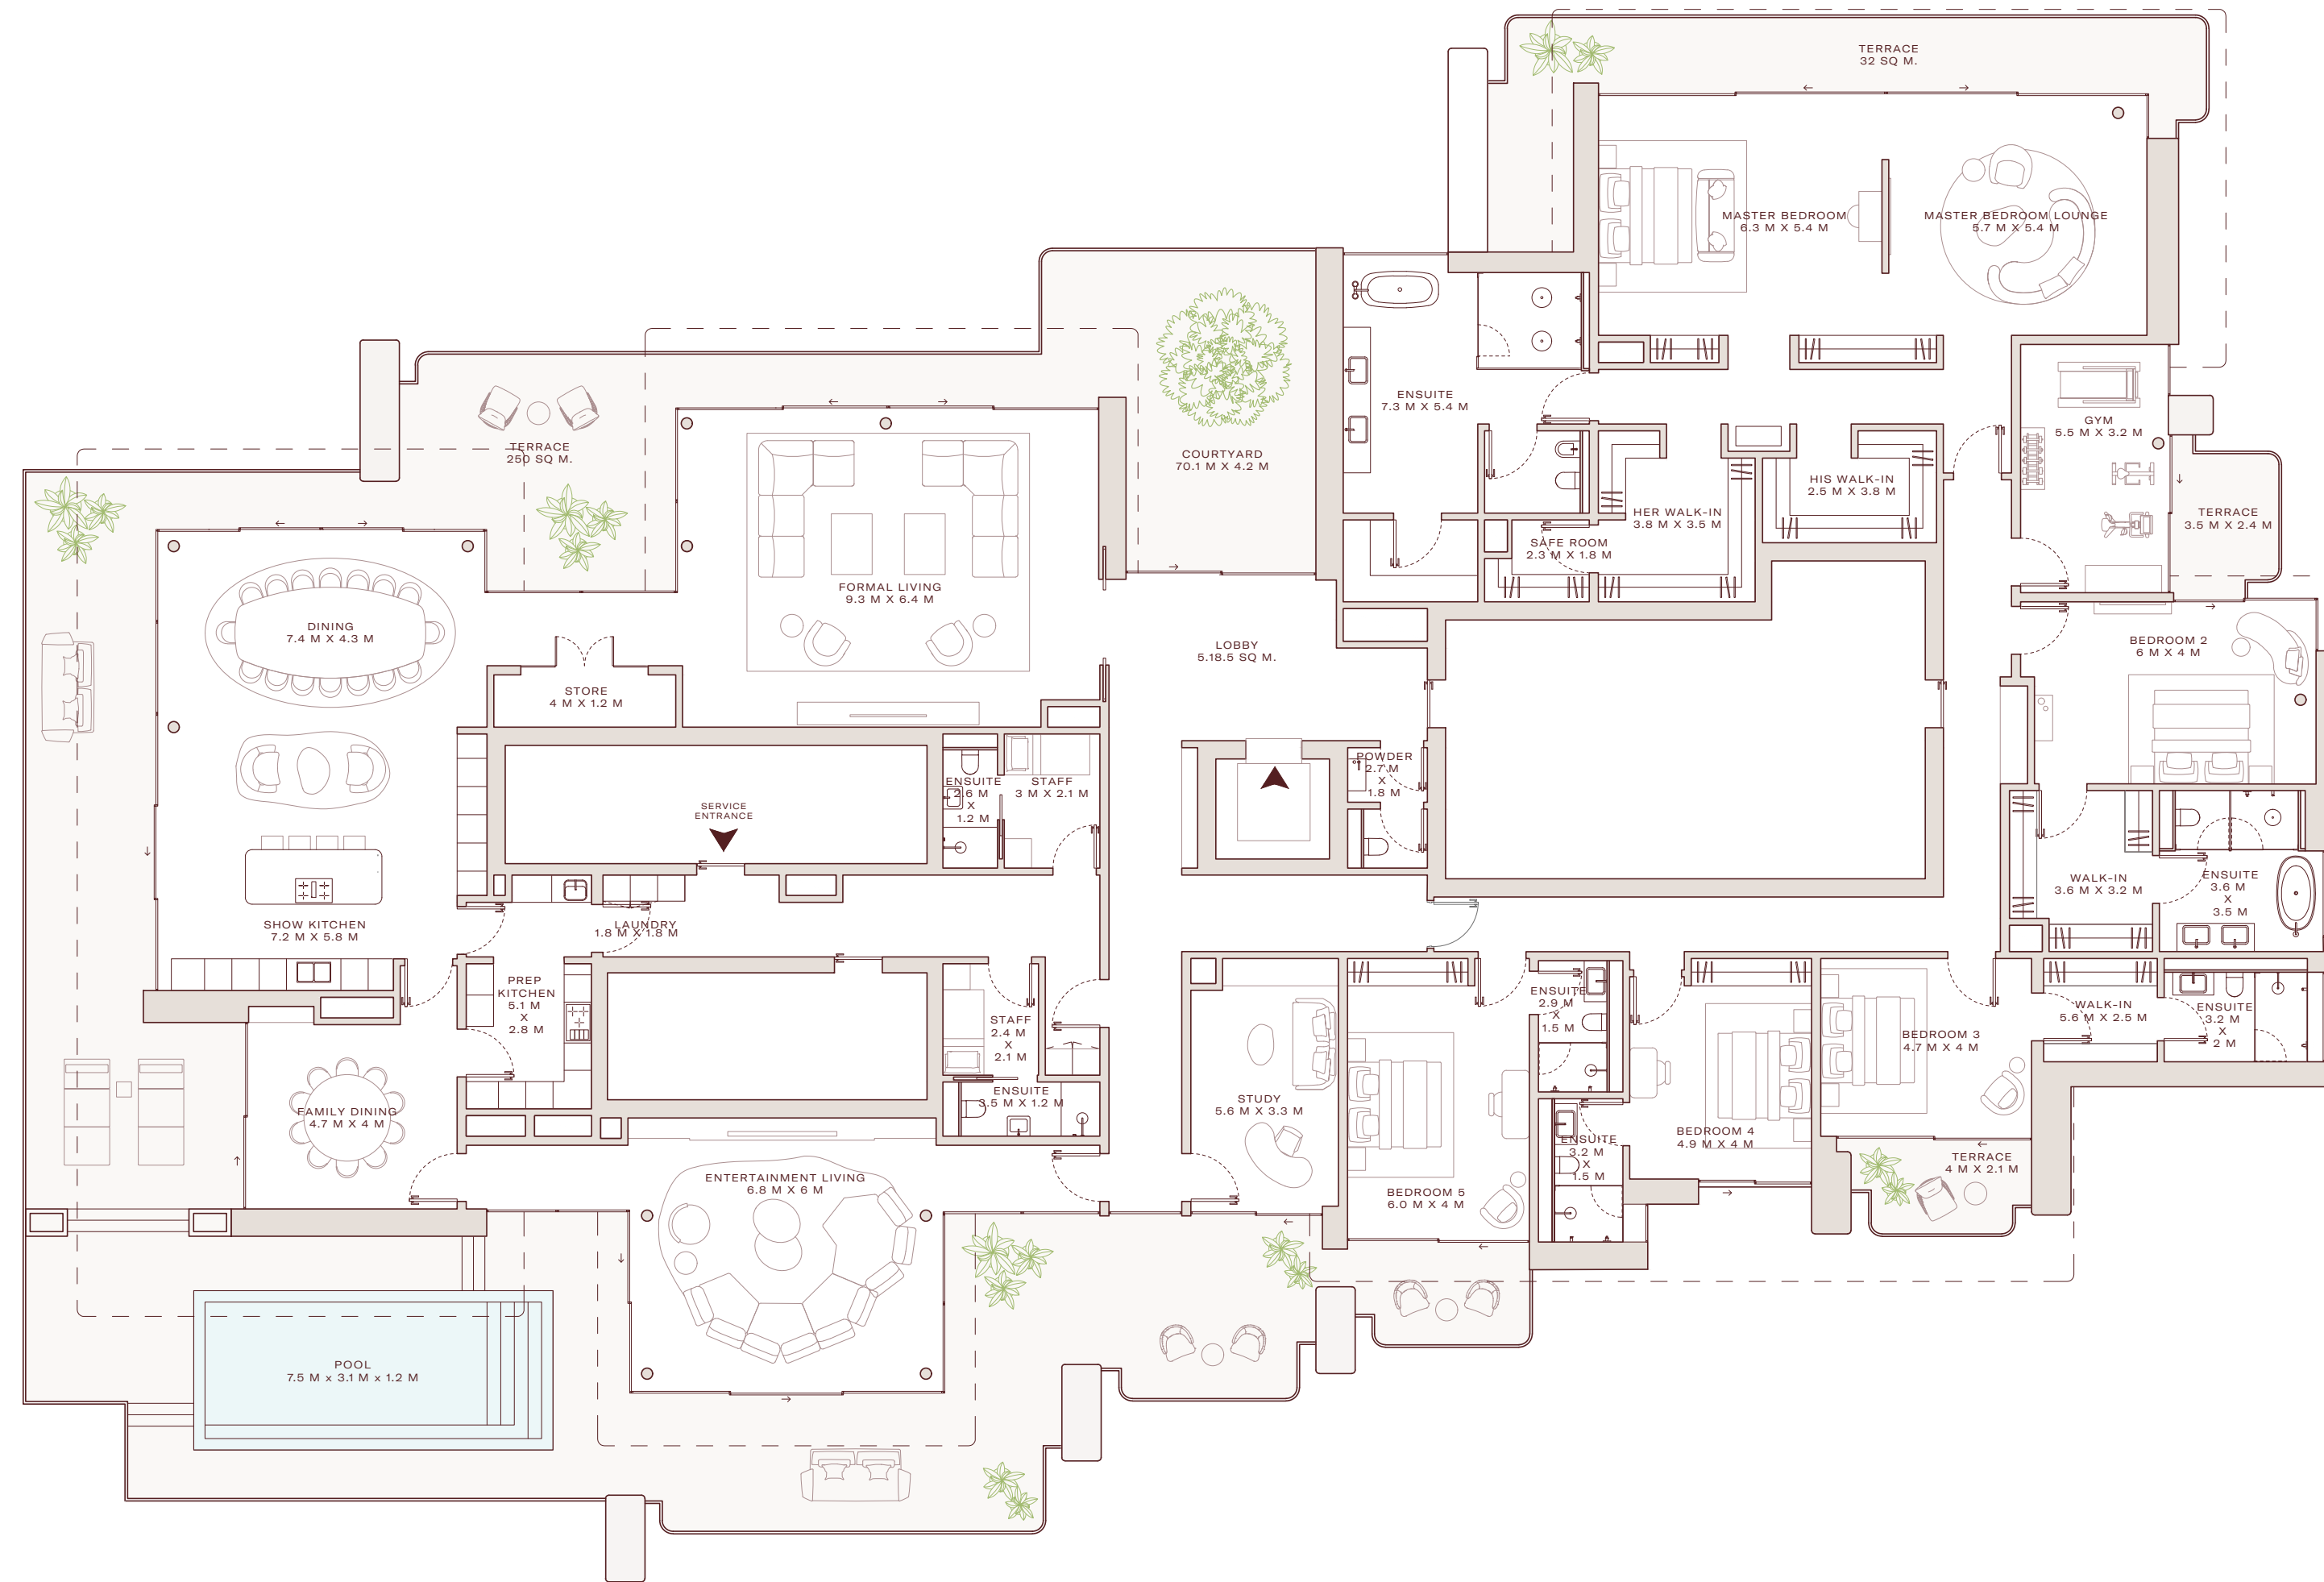 TERRACE
32 SQ M.
MASTER BEDROOM
6.3 M X 5.4 M
MASTER BEDROOM LOUNGE
5.7 M X 5.4 M
ENSUITE
7.3 M X 5.4 M
GYM
5.5 M X 3.2 M
TERRACE
250 SQ M.
COURTYARD
70.1 M X 4.2 M
HIS WALK-IN
2.5 M X 3.8 M
HER WALK-IN
3.8 M X 3.5 M
TERRACE
3.5 M X 2.4 M
SAFE ROOM
2.3 M X 1.8 M
FORMAL LIVING
9.3 M X 6.4 M
DINING
7.4 M X 4.3 M
LOBBY
5.18.5 SQ M.
BEDROOM 2
6 M X 4 M
STORE
4 M X 1.2 M
POWDER
2.7 M
X
1.8 M
ENSUITE
2.6 M
X
1.2 M
STAFF
3 M X 2.1 M
SERVICE
ENTRANCE
WALK-IN
3.6 M X 3.2 M
ENSUITE
3.6 M
X
3.5 M
SHOW KITCHEN
7.2 M X 5.8 M
LAUNDRY
1.8 M X 1.8 M
PREP
KITCHEN
5.1 M
X
2.8 M
ENSUITE
2.9 M
X
1.5 M
WALK-IN
5.6 M X 2.5 M
ENSUITE
3.2 M
X
2 M
STAFF
2.4 M
X
2.1 M
BEDROOM 3
4.7 M X 4 M
ENSUITE
3.5 M X 1.2 M
STUDY
5.6 M X 3.3 M
FAMILY DINING
4.7 M X 4 M
BEDROOM 4
4.9 M X 4 M
ENSUITE
3.2 M
X
1.5 M
TERRACE
4 M X 2.1 M
ENTERTAINMENT LIVING
6.8 M X 6 M
BEDROOM 5
6.0 M X 4 M
POOL
7.5 M x 3.1 M x 1.2 M